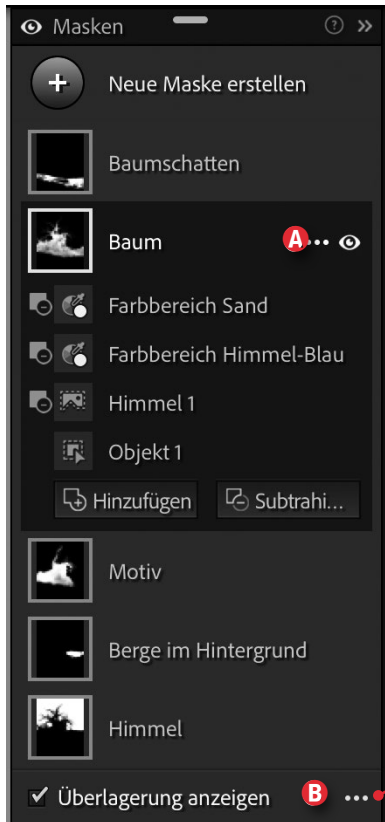 Masken ?
Neue Maske erstellen
Baumschatten
Baum A
Farbbereich Sand
Farbbereich Himmel-Blau
Himmel 1
Objekt 1
Hinzufügen Subtrahi...
Motiv
Berge im Hintergrund
Himmel
Überlagerung anzeigen B